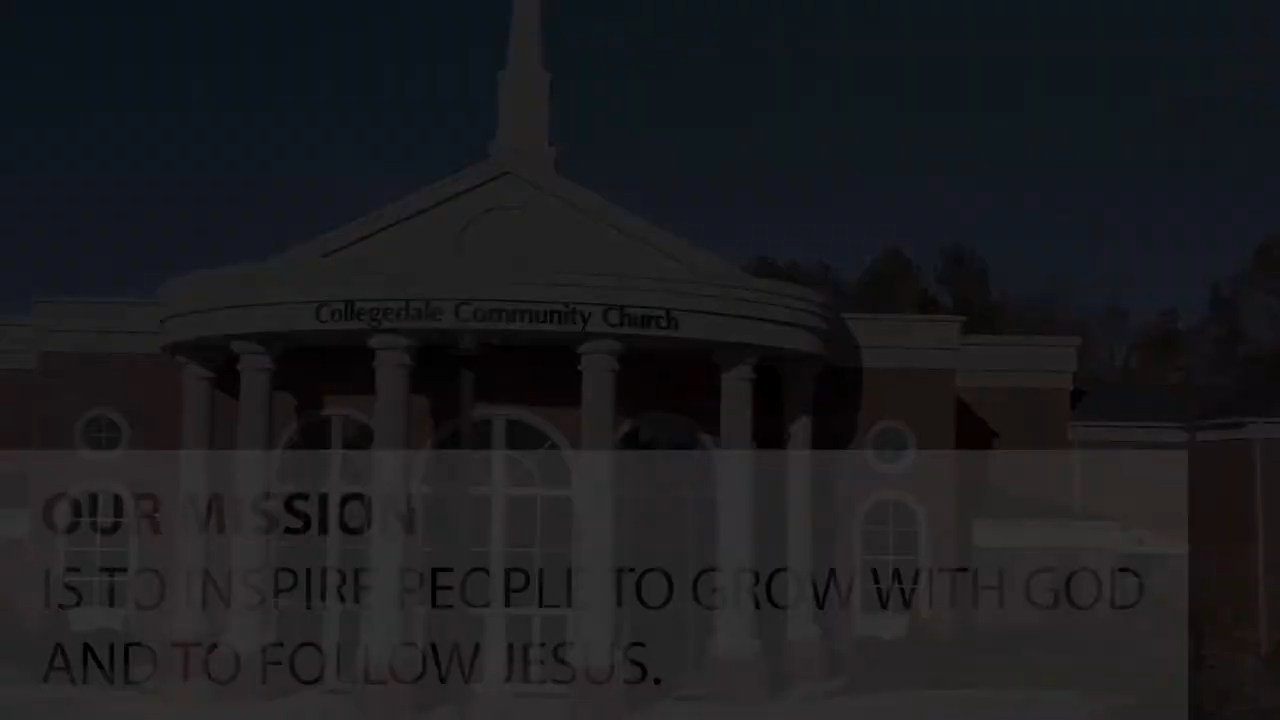 Collegedale Community Church
OUR MISSION
IS TO INSPIRE PEOPLE TO GROW WITH GOD
AND TO FOLLOW JESUS.